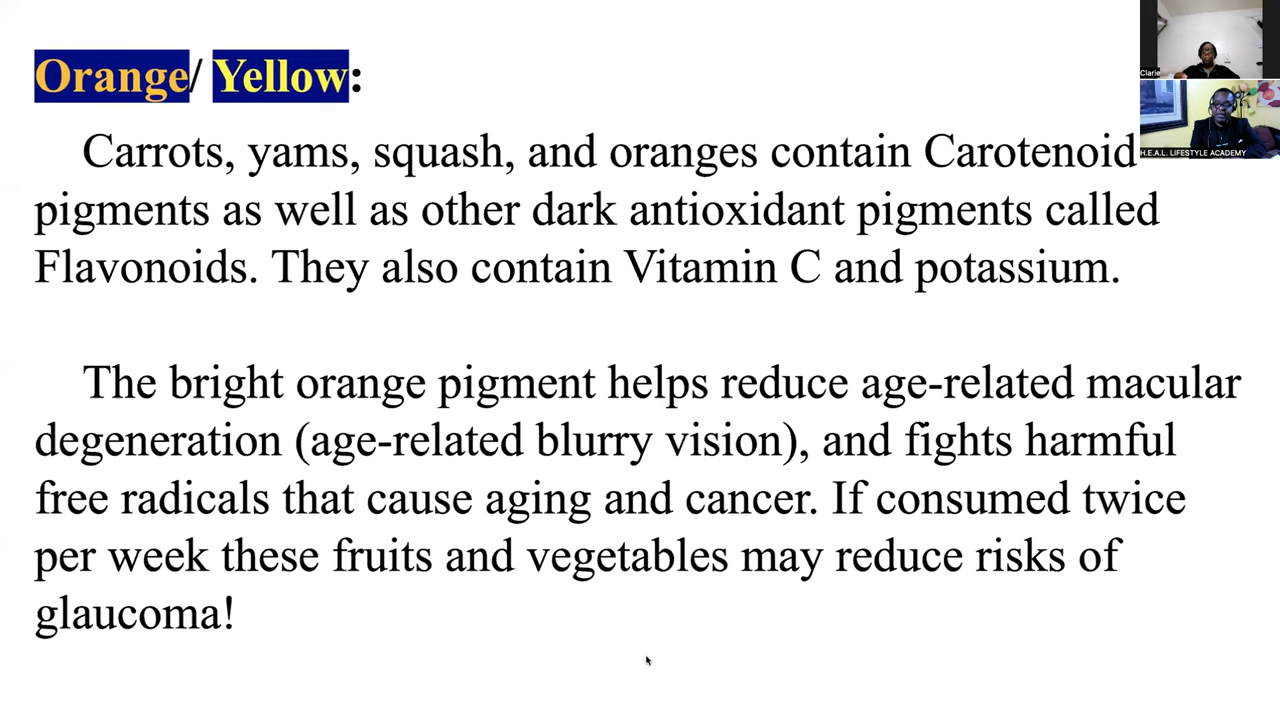 Orange/ Yellow:
Carrots, yams, squash, and oranges contain Carotenoid
pigments as well as other dark antioxidant pigments called
Flavonoids. They also contain Vitamin C and potassium.
The bright orange pigment helps reduce age-related macular
degeneration (age-related blurry vision), and fights harmful
free radicals that cause aging and cancer. If consumed twice
per week these fruits and vegetables may reduce risks of
glaucoma!
Clarie
H.E.A.L. LIFESTYLE ACADEMY